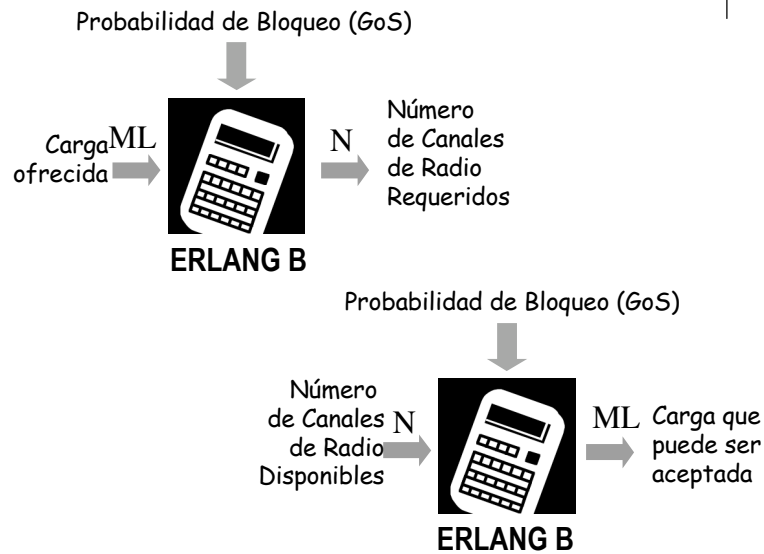 Probabilidad de Bloqueo (GoS)
Carga ofrecida
ML
N
Número
de Canales
de Radio
Requeridos
ERLANG B
Probabilidad de Bloqueo (GoS)
Número
de Canales
de Radio
Disponibles
N
ML
Carga que
puede ser
aceptada
ERLANG B